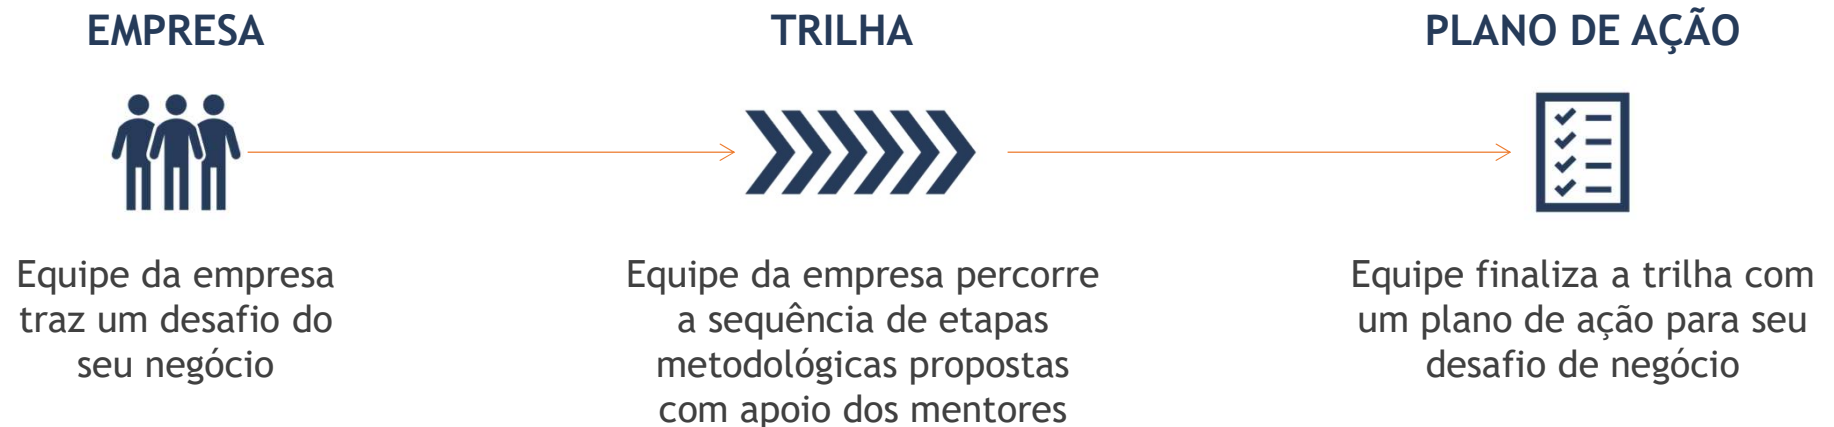 EMPRESA
Equipe da empresa
traz um desafio do
seu negócio
TRILHA
Equipe da empresa percorre
a sequência de etapas
metodológicas propostas
com apoio dos mentores
PLANO DE AÇÃO
Equipe finaliza a trilha com
um plano de ação para seu
desafio de negócio